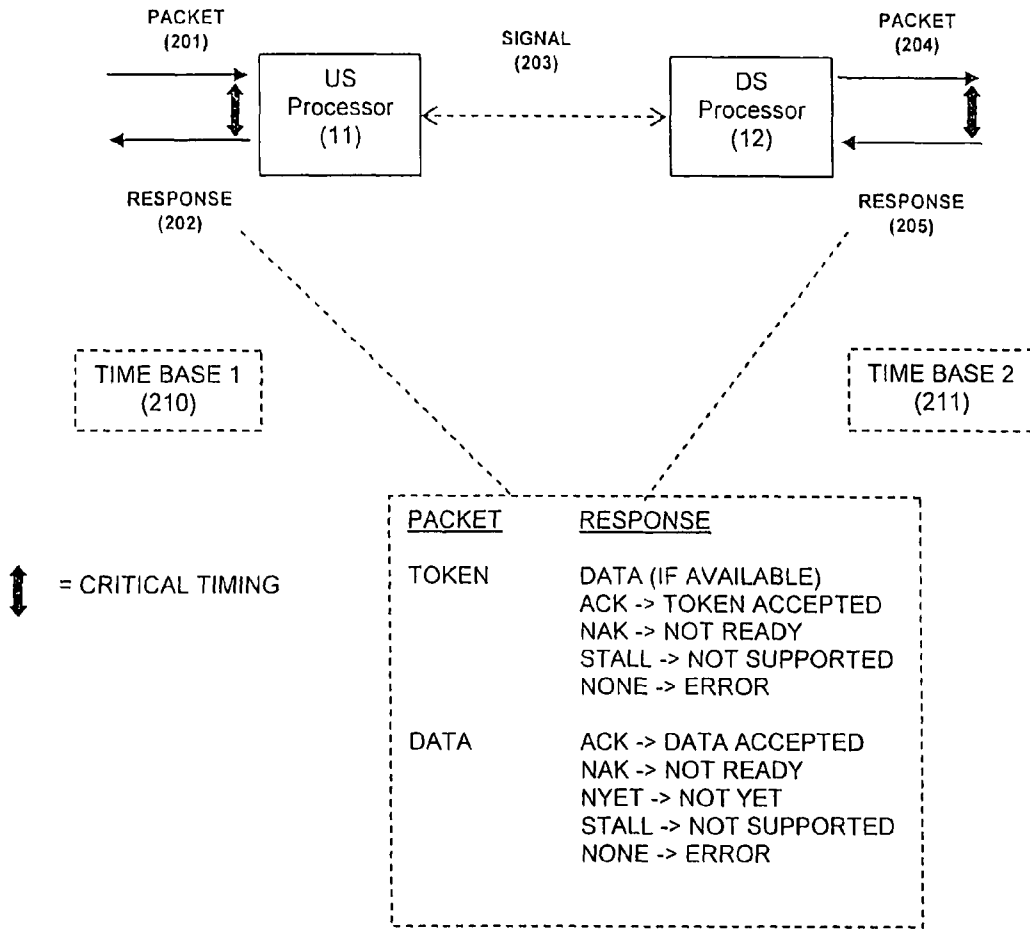 PACKET
(201)
SIGNAL
(203)
PACKET
(204)
US
Processor
(11)
DS
Processor
(12)
RESPONSE
(202)
RESPONSE
(205)
TIME BASE 1
(210)
TIME BASE 2
(211)
= CRITICAL TIMING
PACKET RESPONSE
TOKEN DATA (IF AVAILABLE)
ACK -> TOKEN ACCEPTED
NAK -> NOT READY
STALL -> NOT SUPPORTED
NONE -> ERROR
DATA ACK -> DATA ACCEPTED
NAK -> NOT READY
NYET -> NOT YET
STALL -> NOT SUPPORTED
NONE -> ERROR